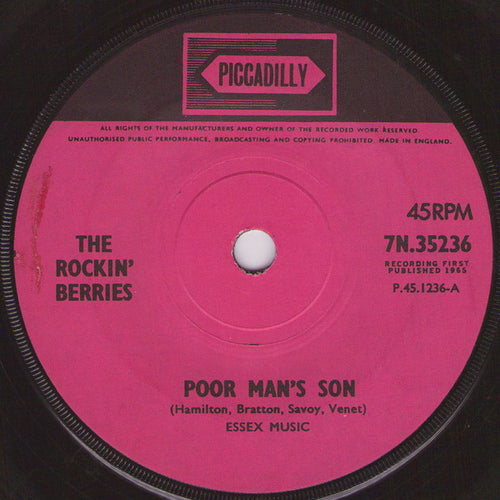 PICCADILLY
ALL RIGHTS OF THE MANUFACTURERS AND OWNER OF THE RECORDED WORK RESERVED
UNAUTHORISED PUBLIC PERFORMANCE, BROADCASTING AND COPYING PROHIBITED. MADE IN ENGLAND.
45RPM
THE
ROCKIN'
BERRIES
7N.35236
RECORDING FIRST
PUBLISHED 1965
P.45.1236-A
POOR MAN'S SON
(Hamilton, Bratton, Savoy, Venet)
ESSEX MUSIC